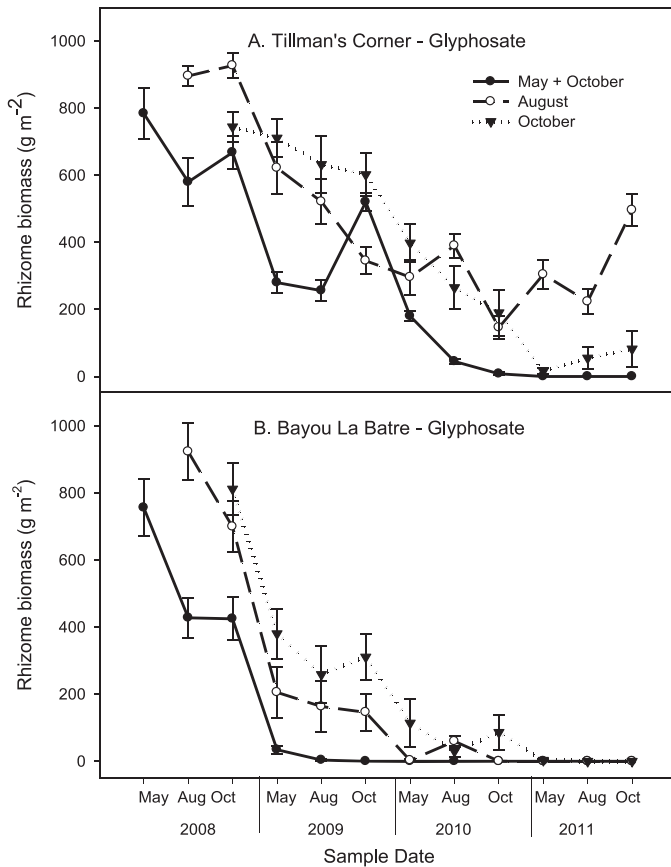 A. Tillman's Corner - Glyphosate
May + October
August
October
Rhizome biomass (g m-2)
1000
800
600
400
200
0
B. Bayou La Batre - Glyphosate
Rhizome biomass (g m-2)
1000
800
600
400
200
0
May Aug Oct May Aug Oct May Aug Oct May Aug Oct
2008 2009 2010 2011
Sample Date